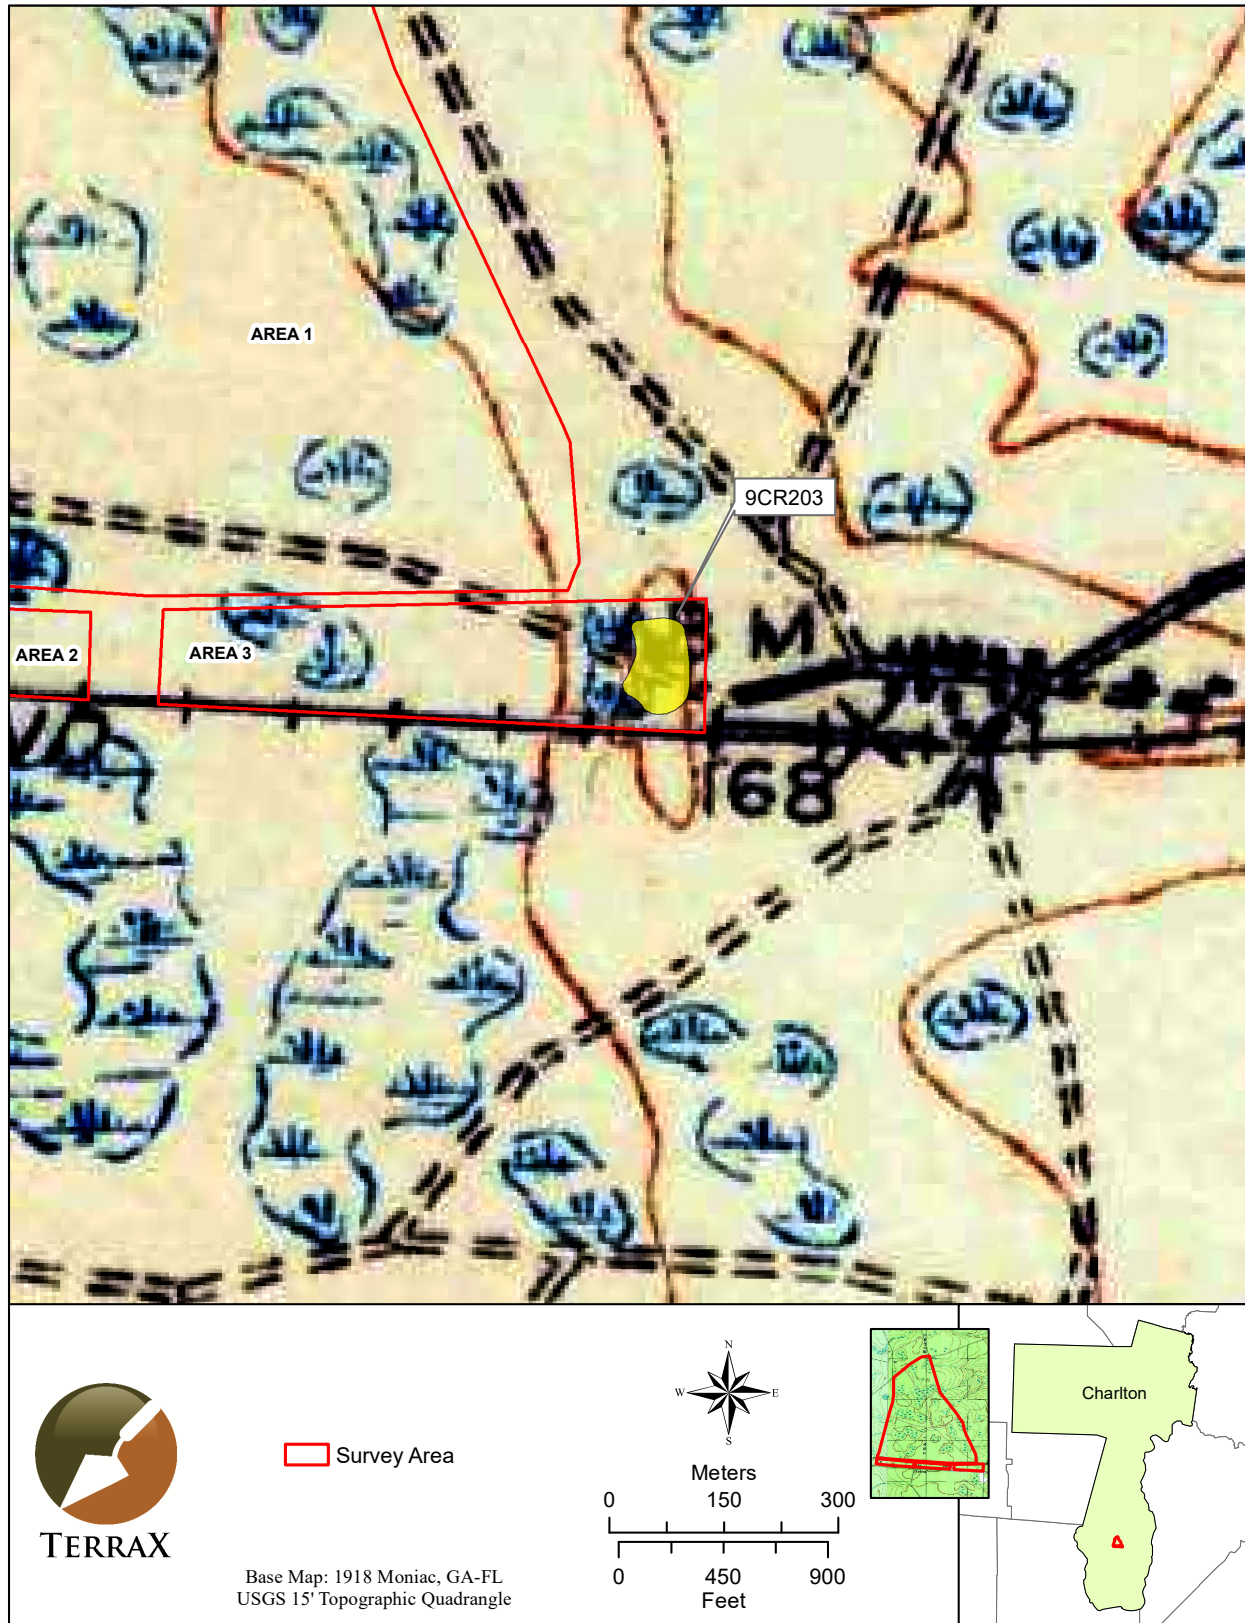 AREA 1
9CR203
M
AREA 2
AREA 3
168
N
W E
S
Charlton
Survey Area
Meters
0 150 300
0 450 900
Feet
TERRAX
Base Map: 1918 Moniac, GA-FL
USGS 15' Topographic Quadrangle